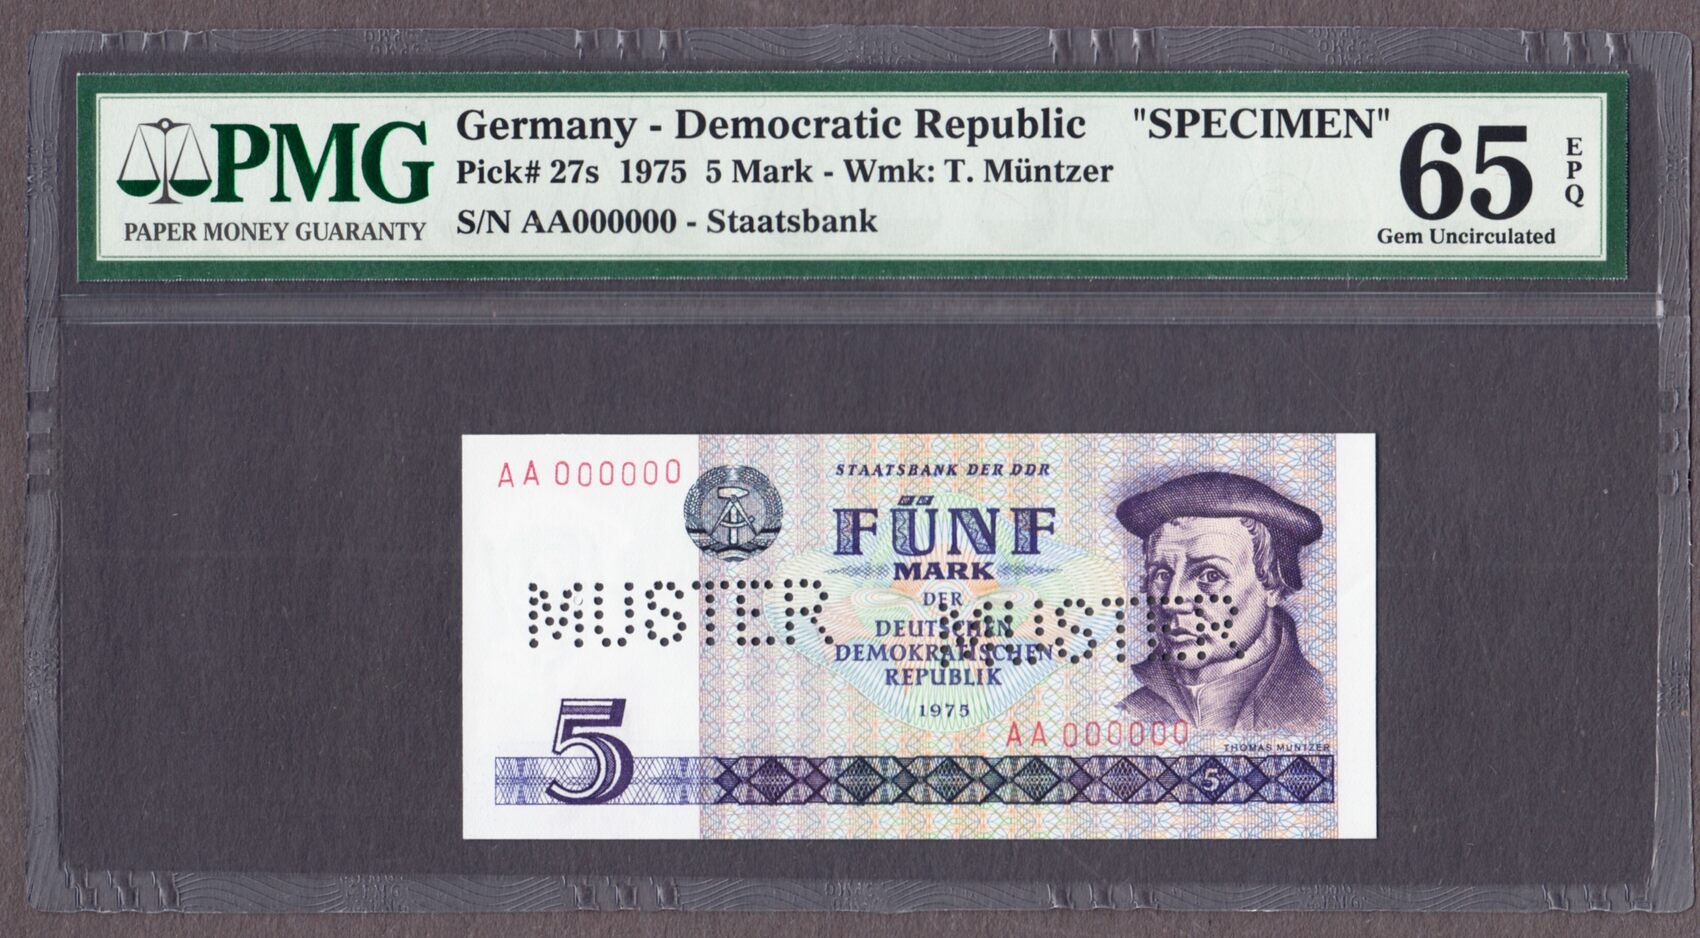 PMG
PAPER MONEY GUARANTY
Germany - Democratic Republic "SPECIMEN"
Pick# 27s 1975 5 Mark - Wmk: T. Müntzer
S/N AA000000 - Staatsbank
65
EPQ
Gem Uncirculated
AA 000000
STAATSBANK DER DDR
FÜNF
MARK
DER
DEUTSCHEN
DEMOKRATISCHEN
REPUBLIK
1975
MUSTER MUSTER
AA 000000
THOMAS MÜNTZER
5
5